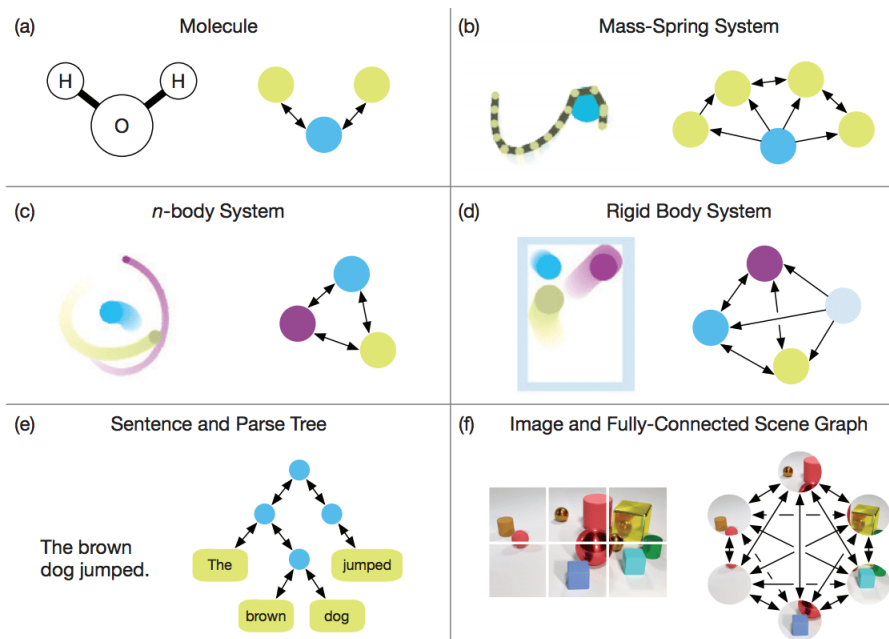 (a) Molecule
H H
O
(b) Mass-Spring System
(c) n-body System
(d) Rigid Body System
(e) Sentence and Parse Tree
The brown
dog jumped.
The jumped
brown dog
(f) Image and Fully-Connected Scene Graph